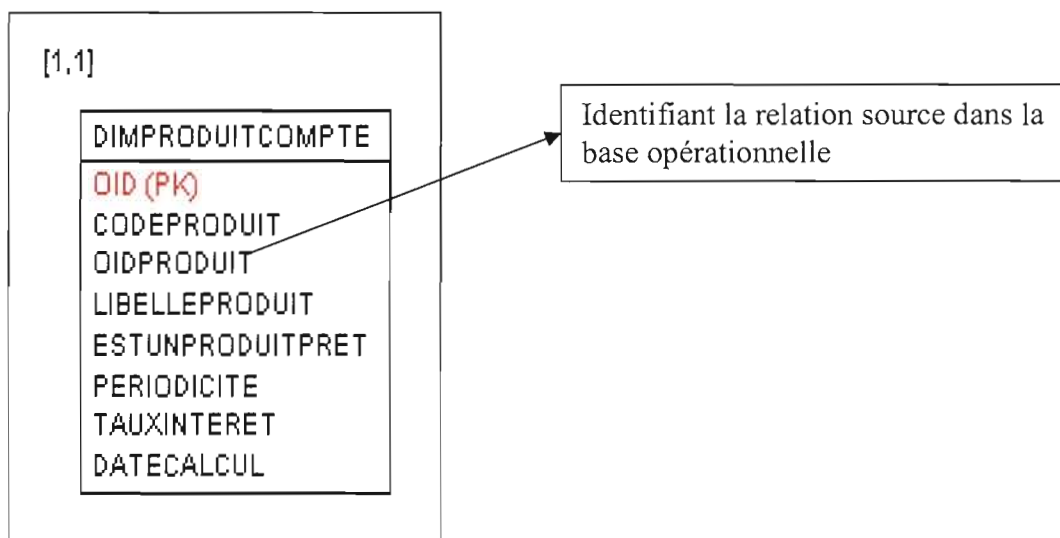 [1,1]
DIMPRODUITCOMPTE
OID (PK)
CODEPRODUIT
OIDPRODUIT
LIBELLEPRODUIT
ESTUNPRODUITPRET
PERIODICITE
TAUXINTERET
DATECALCUL
Identifiant la relation source dans la
base opérationnelle